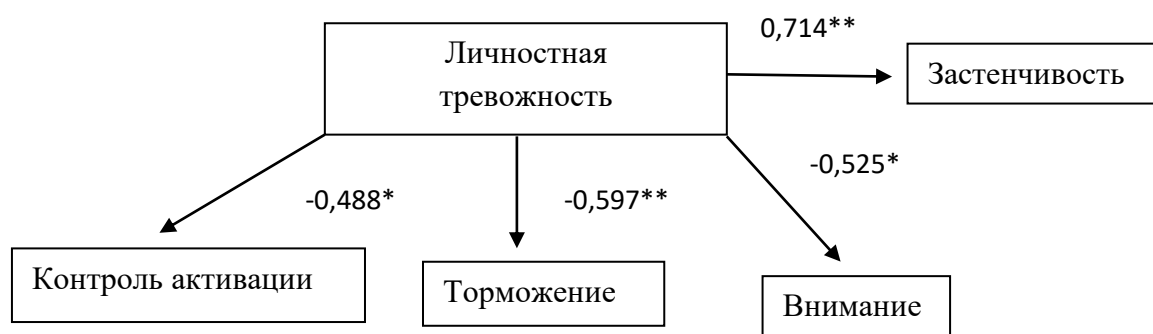 0,714**
Личностная
тревожность
Застенчивость
-0,525*
-0,488*
-0,597**
Контроль активации
Торможение
Внимание